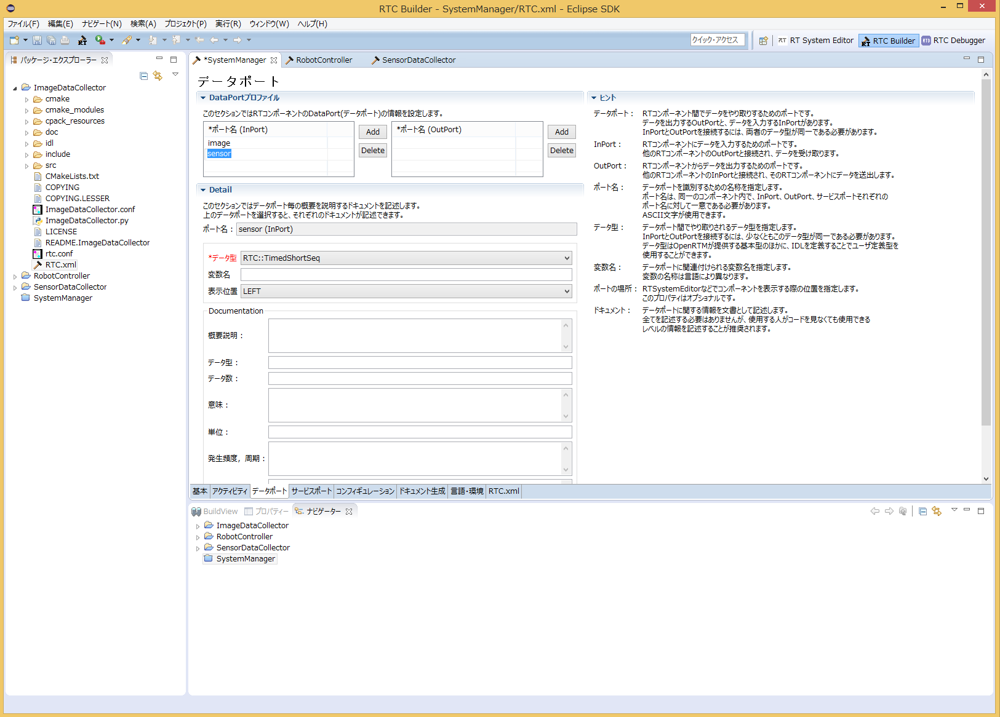 RTC Builder - SystemManager/RTC.xml - Eclipse SDK
ファイル(F) 編集(E) ナビゲート(N) 検索(A) プロジェクト(P) 実行(R) ウィンドウ(W) ヘルプ(H)
クイック・アクセス RT System Editor RTC Builder RTC Debugger
パッケージ・エクスプローラー
ImageDataCollector
cmake
cmake_modules
cpack_resources
doc
idl
include
src
CMakeLists.txt
COPYING
COPYING.LESSER
ImageDataCollector.conf
ImageDataCollector.py
LICENSE
README.ImageDataCollector
rtc.conf
RTC.xml
RobotController
SensorDataCollector
SystemManager
*SystemManager RobotController SensorDataCollector
データポート
DataPortプロファイル
このセクションではRTコンポーネントのDataPort(データポート)の情報を設定します。
*ポート名 (InPort)
image
sensor
Add
Delete
*ポート名 (OutPort)
Add
Delete
Detail
このセクションではデータポート毎の概要を説明するドキュメントを記述します。
上のデータポートを選択すると、それぞれのドキュメントが記述できます。
ポート名： sensor (InPort)
*データ型 RTC::TimedShortSeq
変数名
表示位置 LEFT
Documentation
概要説明：
データ型：
データ数：
意味：
単位：
発生頻度，周期：
ヒント
データポート： RTコンポーネント間でデータをやり取りするためのポートです。
データを出力するOutPortと、データを入力するInPortがあります。
InPortとOutPortを接続するには、両者のデータ型が同一である必要があります。
InPort： RTコンポーネントにデータを入力するためのポートです。
他のRTコンポーネントのOutPortと接続され、データを受け取ります。
OutPort： RTコンポーネントからデータを出力するためのポートです。
他のRTコンポーネントのInPortと接続され、そのRTコンポーネントにデータを送出します。
ポート名： データポートを識別するための名称を指定します。
ポート名は、同一のコンポーネント内で、InPort、OutPort、サービスポートそれぞれの
ポート名に対して一意である必要があります。
ASCII文字が使用できます。
データ型： データポート間でやり取りされるデータ型を指定します。
InPortとOutPortを接続するには、少なくともこのデータ型が同一である必要があります。
データ型はOpenRTMが提供する基本型のほかに、IDLを定義することでユーザ定義型を
使用することができます。
変数名： データポートに関連付けられる変数名を指定します。
変数の名称は言語により異なります。
ポートの場所： RTSystemEditorなどでコンポーネントを表示する際の位置を指定します。
このプロパティはオプショナルです。
ドキュメント： データポートに関する情報を文書として記述します。
全てを記述する必要はありませんが、使用する人がコードを見なくても使用できる
レベルの情報を記述することが推奨されます。
基本 アクティビティ データポート サービスポート コンフィギュレーション ドキュメント生成 言語・環境 RTC.xml
BuildView プロパティー ナビゲーター
ImageDataCollector
RobotController
SensorDataCollector
SystemManager